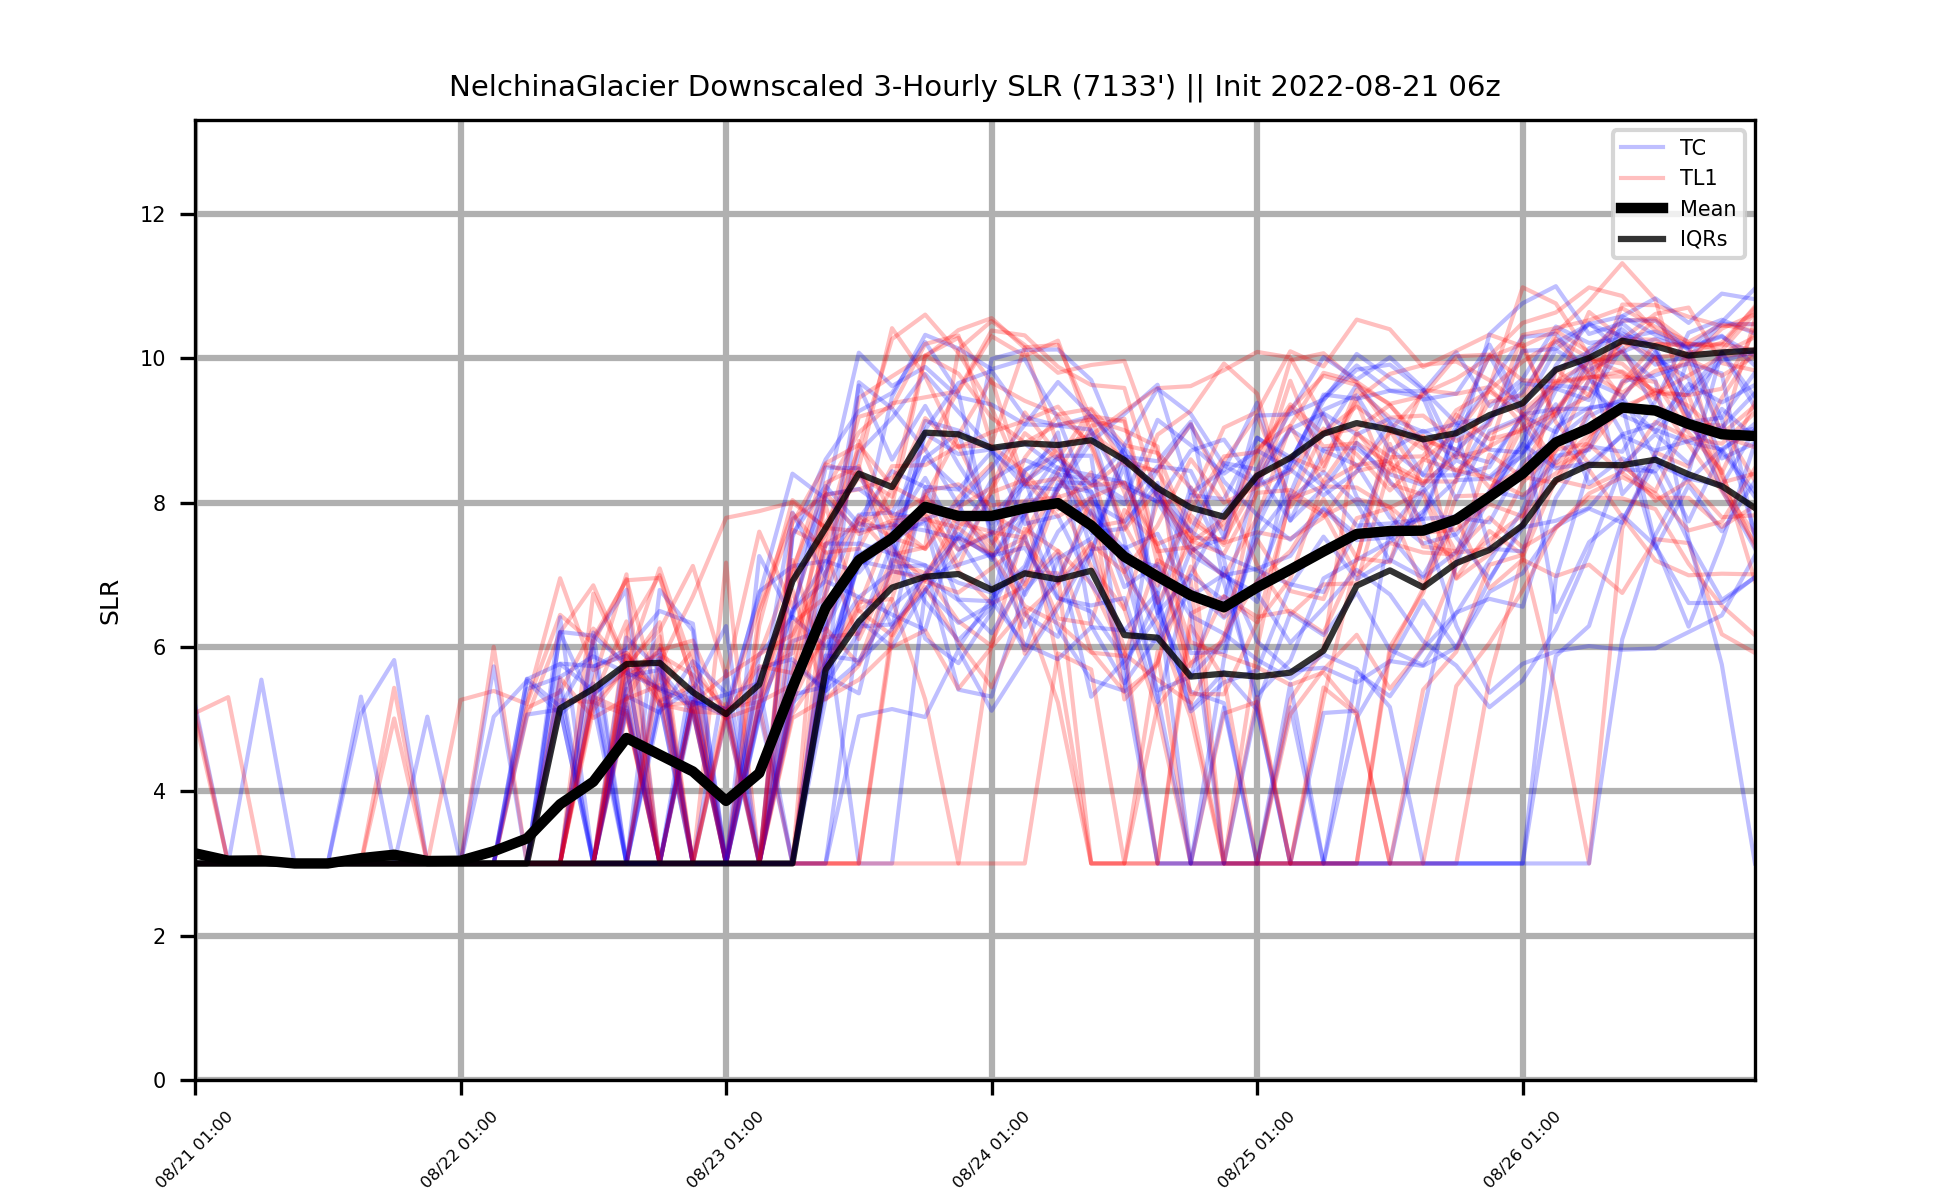 NelchinaGlacier Downscaled 3-Hourly SLR (7133') || Init 2022-08-21 06z
TC
TL1
Mean
IQRs
SLR
12
10
8
6
4
2
0
08/21 01:00
08/22 01:00
08/23 01:00
08/24 01:00
08/25 01:00
08/26 01:00